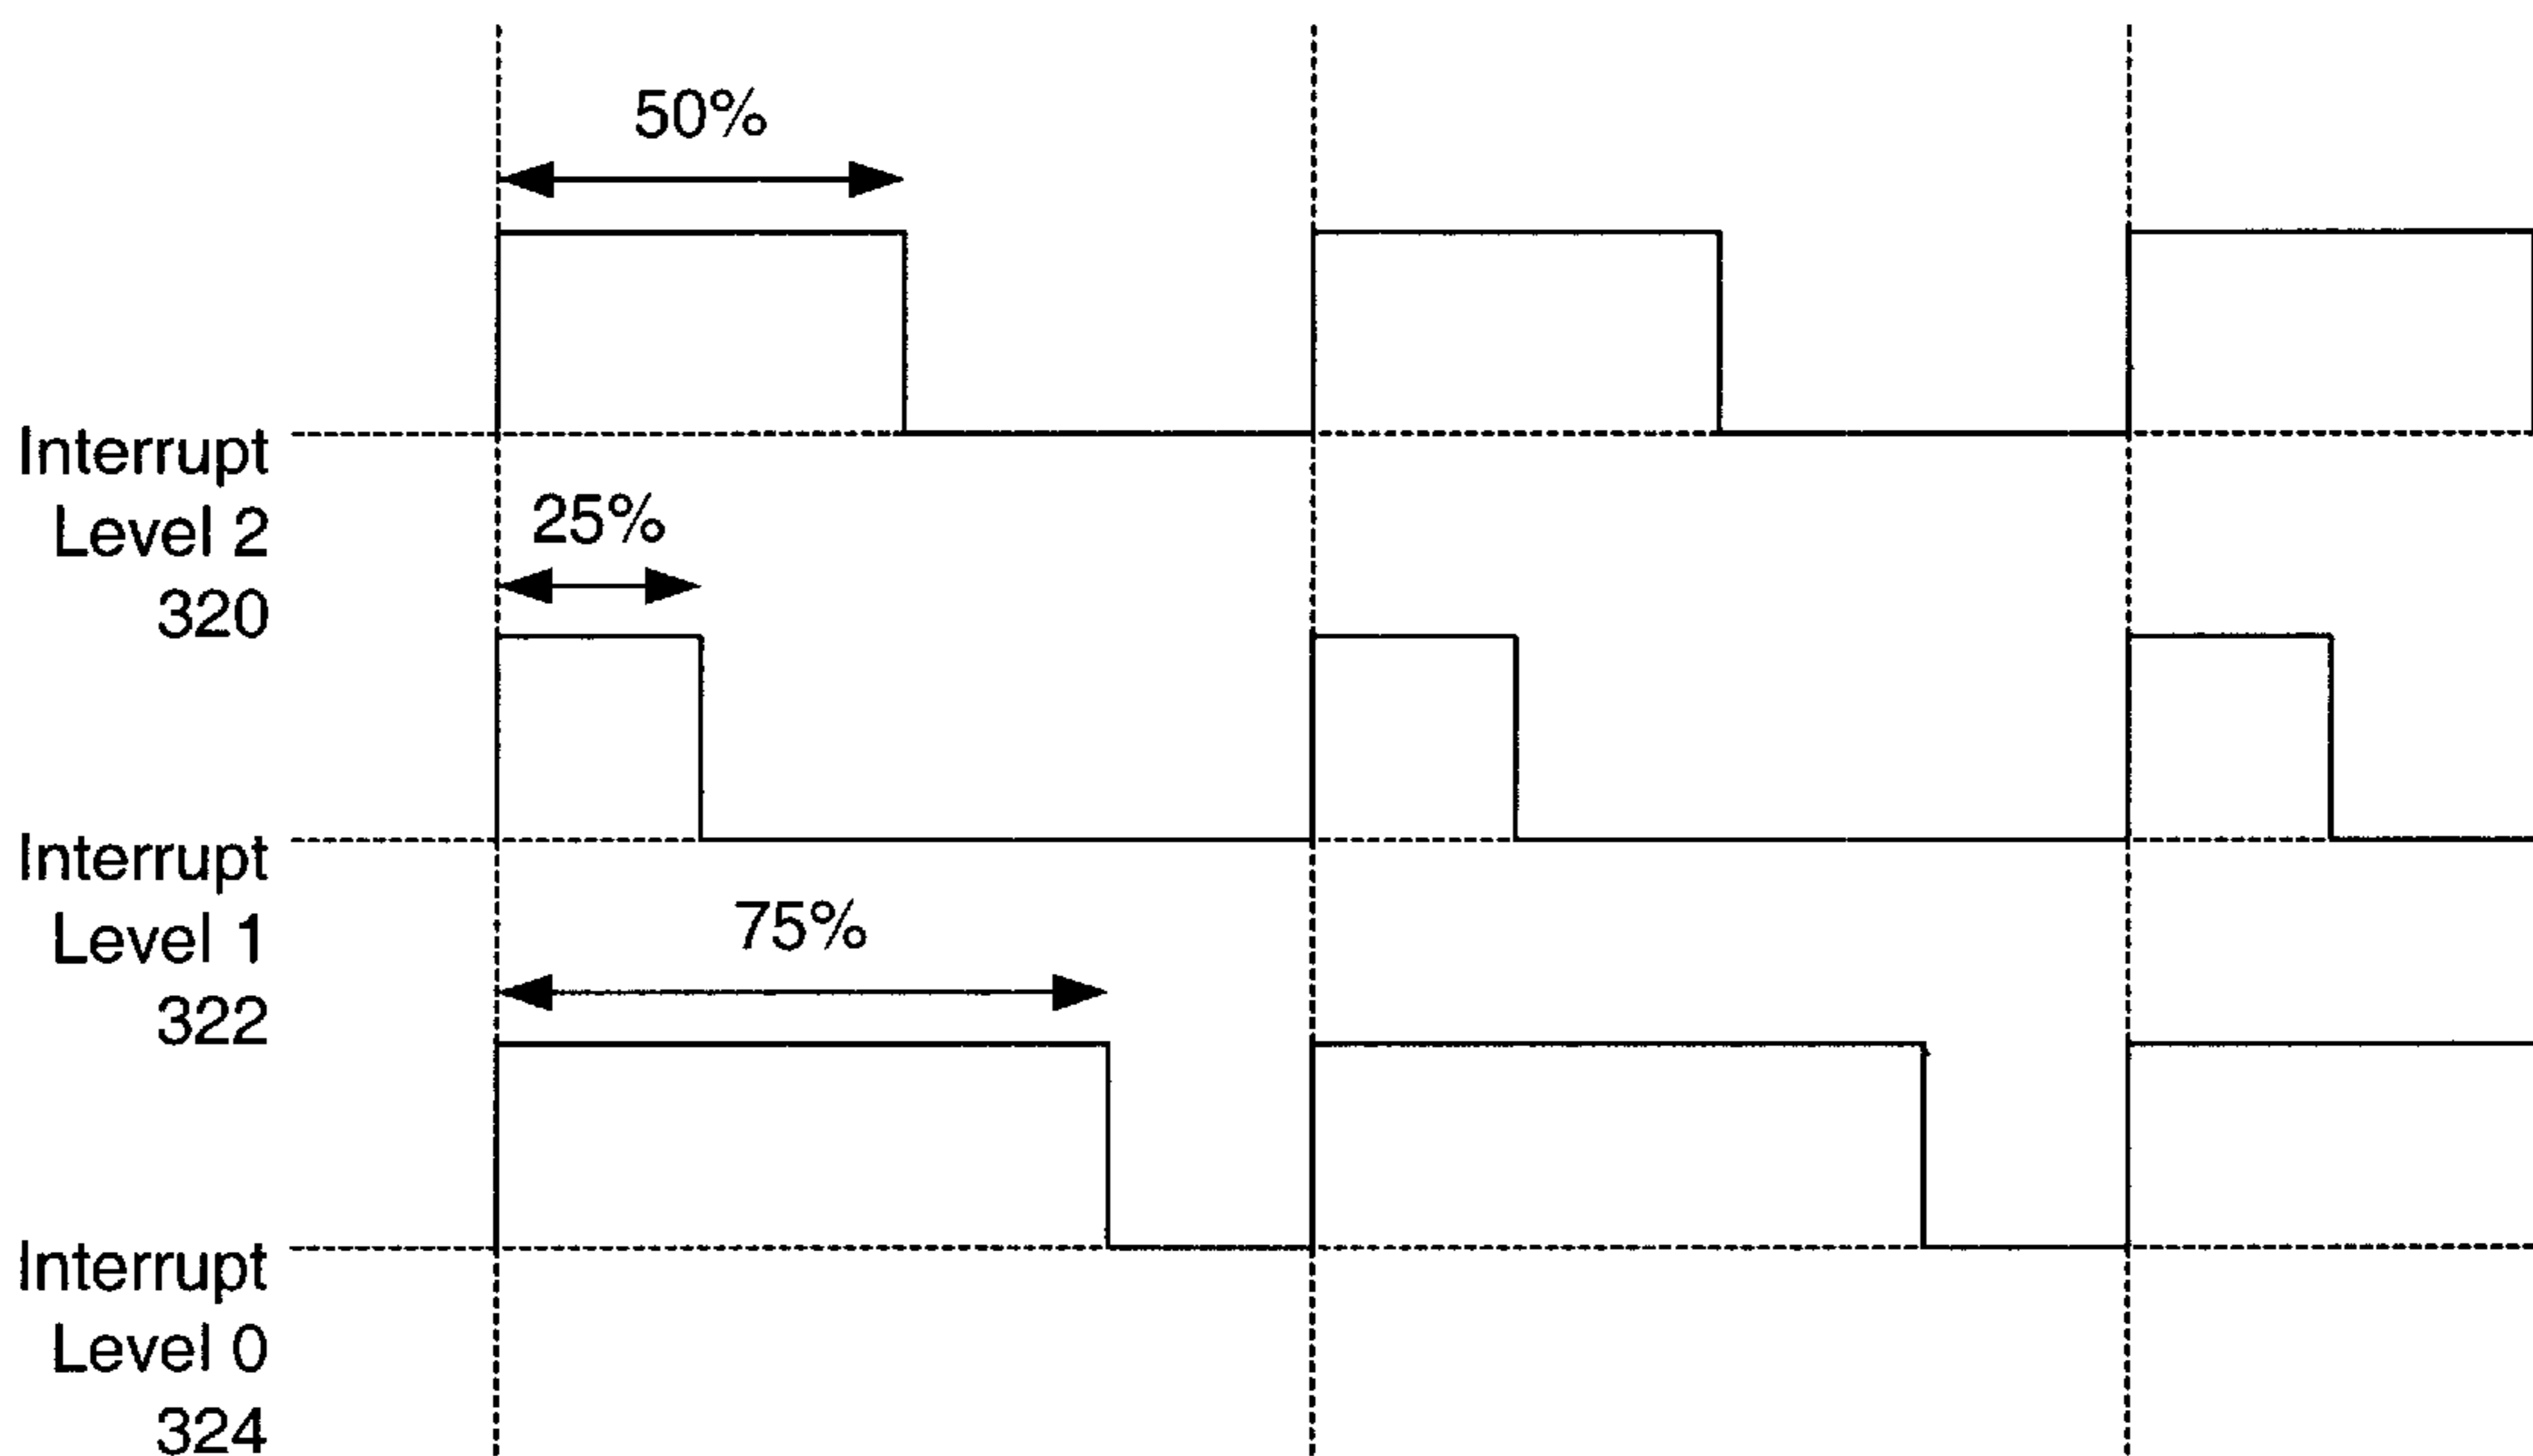 50%
Interrupt
Level 2
320
25%
Interrupt
Level 1
322
75%
Interrupt
Level 0
324